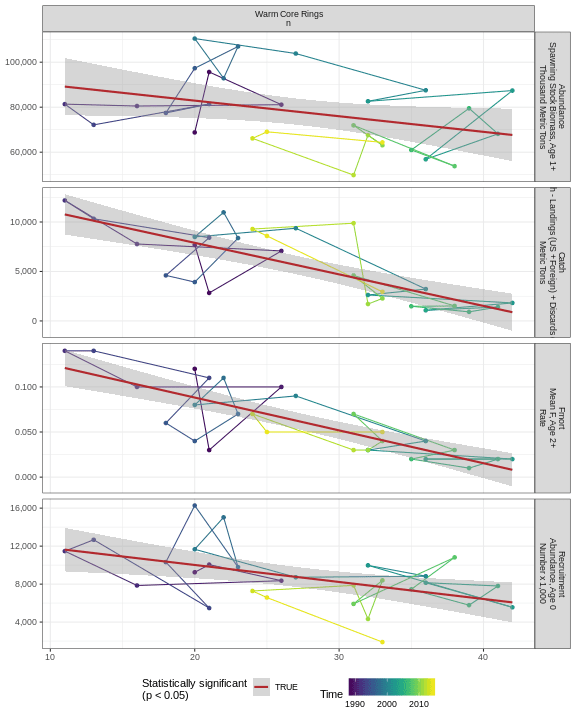 Warm Core Rings
n
100,000
80,000
60,000
Abundance
Spawning Stock Biomass, Age 1+
Thousand Metric Tons
10,000
5,000
0
Catch
h - Landings (US +Foreign) + Discards
Metric Tons
0.100
0.050
0.000
Fmort
Mean F, Age 2+
Rate
16,000
12,000
8,000
4,000
Recruitment
Abundance, Age 0
Number x 1,000
10 20 30 40
Statistically significant
(p < 0.05)
TRUE
Time
1990 2000 2010